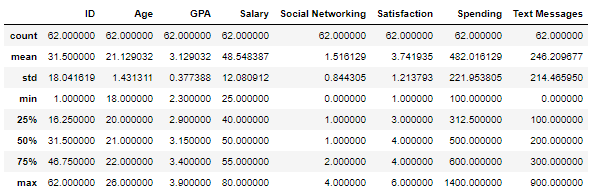 ID Age GPA Salary Social Networking Satisfaction Spending Text Messages
count 62.000000 62.000000 62.000000 62.000000 62.000000 62.000000 62.000000 62.000000
mean 31.500000 21.129032 3.129032 48.548387 1.516129 3.741935 482.016129 246.209677
std 18.041619 1.431311 0.377388 12.080912 0.844305 1.213793 221.953805 214.465950
min 1.000000 18.000000 2.300000 25.000000 0.000000 1.000000 100.000000 0.000000
25% 16.250000 20.000000 2.900000 40.000000 1.000000 3.000000 312.500000 100.000000
50% 31.500000 21.000000 3.150000 50.000000 1.000000 4.000000 500.000000 200.000000
75% 46.750000 22.000000 3.400000 55.000000 2.000000 4.000000 600.000000 300.000000
max 62.000000 26.000000 3.900000 80.000000 4.000000 6.000000 1400.000000 900.000000